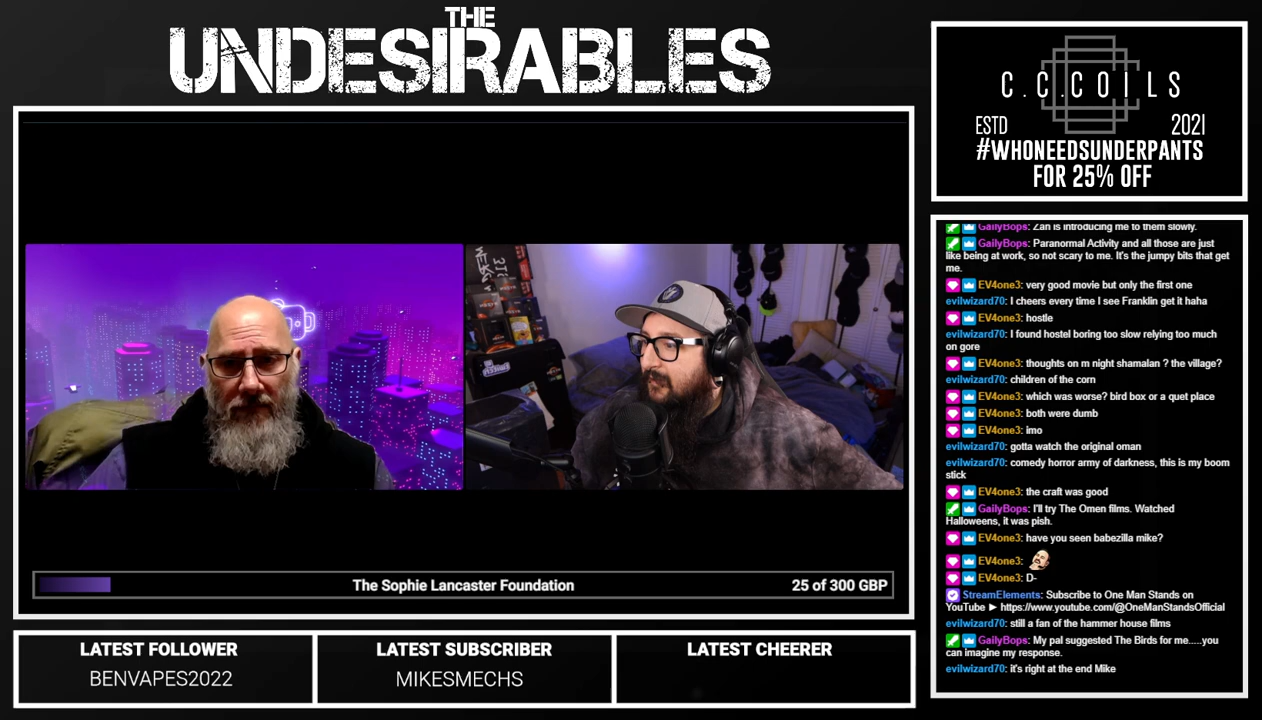 THE
UNDESIRABLES
C.C.COILS
ESTD 2021
#WHONEEDSUNDERPANTS
FOR 25% OFF
GailyBops: Zan is introducing me to them slowly.
GailyBops: Paranormal Activity and all those are just
like being at work, so not scary to me. It's the jumpy bits that get
me.
EV4one3: very good movie but only the first one
evilwizard70: I cheers every time I see Franklin get it haha
EV4one3: hostle
evilwizard70: I found hostel boring too slow relying too much
on gore
EV4one3: thoughts on m night shamalan ? the village?
evilwizard70: children of the corn
EV4one3: which was worse? bird box or a quet place
EV4one3: both were dumb
EV4one3: imo
evilwizard70: gotta watch the original oman
evilwizard70: comedy horror army of darkness, this is my boom
stick
EV4one3: the craft was good
GailyBops: I'll try The Omen films. Watched
Halloweens, it was pish.
EV4one3: have you seen babezilla mike?
EV4one3:
EV4one3: D-
StreamElements: Subscribe to One Man Stands on
YouTube ► https://www.youtube.com/@OneManStandsOfficial
evilwizard70: still a fan of the hammer house films
GailyBops: My pal suggested The Birds for me.....you
can imagine my response.
evilwizard70: it's right at the end Mike
The Sophie Lancaster Foundation 25 of 300 GBP
LATEST FOLLOWER
BENVAPES2022
LATEST SUBSCRIBER
MIKESMECHS
LATEST CHEERER